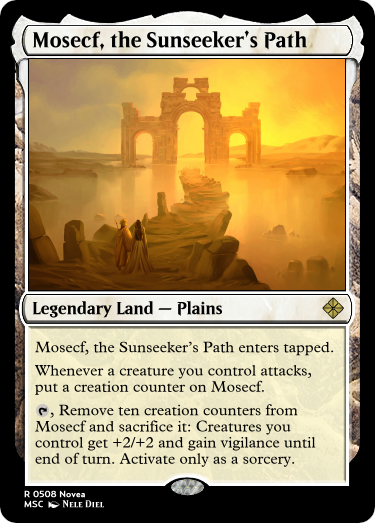 Mosecf, the Sunseeker's Path
Legendary Land — Plains
Mosecf, the Sunseeker's Path enters tapped.
Whenever a creature you control attacks,
put a creation counter on Mosecf.
, Remove ten creation counters from
Mosecf and sacrifice it: Creatures you
control get +2/+2 and gain vigilance until
end of turn. Activate only as a sorcery.
R 0508 Novea
MSC Nele Diel